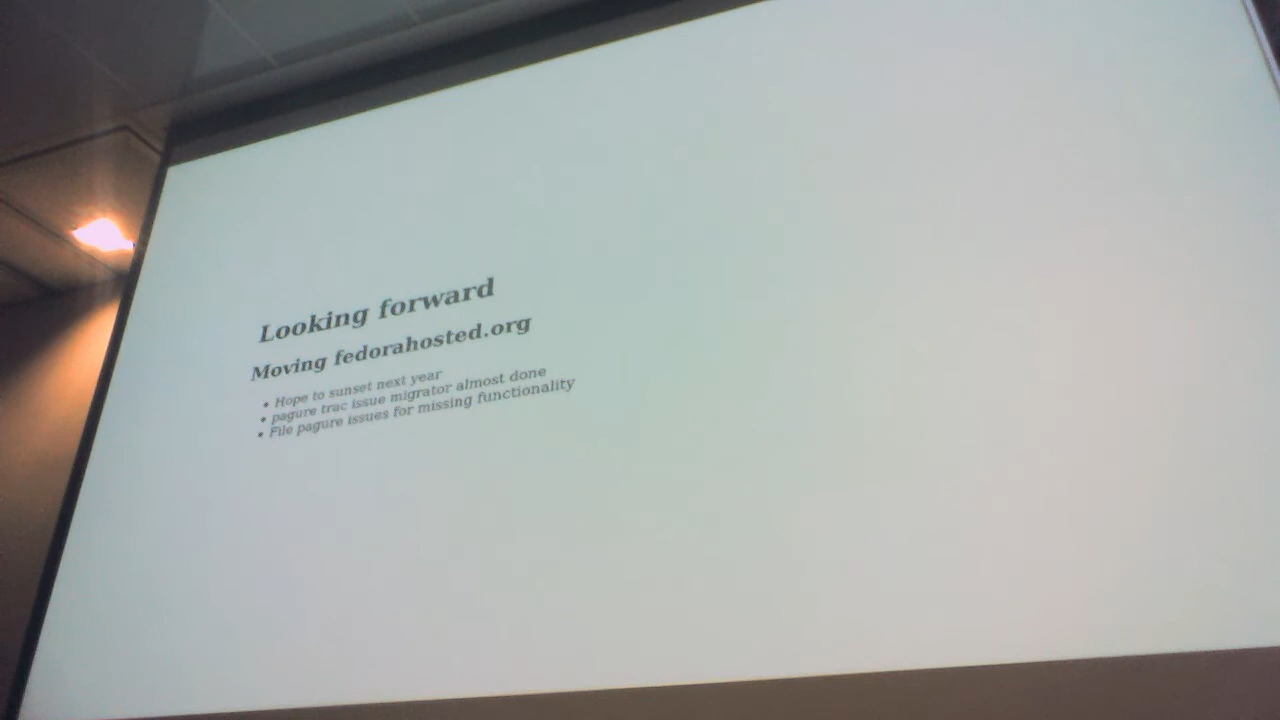 Looking forward
Moving fedorahosted.org
• Hope to sunset next year
• pagure trac issue migrator almost done
• File pagure issues for missing functionality